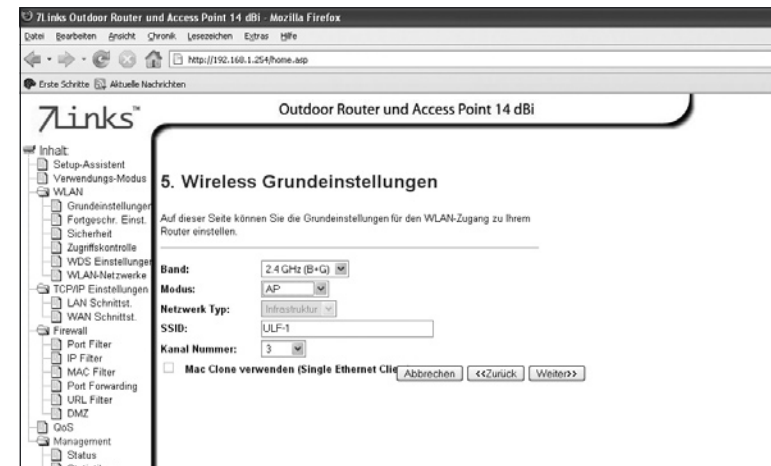 7Links Outdoor Router und Access Point 14 dBi - Mozilla Firefox
Datei Bearbeiten Ansicht Chronik Lesezeichen Extras Hilfe
http://192.168.1.254/home.asp
Erste Schritte Aktuelle Nachrichten
7Links™
Outdoor Router und Access Point 14 dBi
Inhalt:
Setup-Assistent
Verwendungs-Modus
WLAN
Grundeinstellungen
Fortgeschr. Einst.
Sicherheit
Zugriffskontrolle
WDS Einstellungen
WLAN-Netzwerke
TCP/IP Einstellungen
LAN Schnittst.
WAN Schnittst.
Firewall
Port Filter
IP Filter
MAC Filter
Port Forwarding
URL Filter
DMZ
QoS
Management
Status
5. Wireless Grundeinstellungen
Auf dieser Seite können Sie die Grundeinstellungen für den WLAN-Zugang zu Ihrem
Router einstellen.
Band: 2.4 GHz (B+G)
Modus: AP
Netzwerk Typ: Infrastruktur
SSID: ULF-1
Kanal Nummer: 3
Mac Clone verwenden (Single Ethernet Clie
Abbrechen <<Zurück Weiter>>